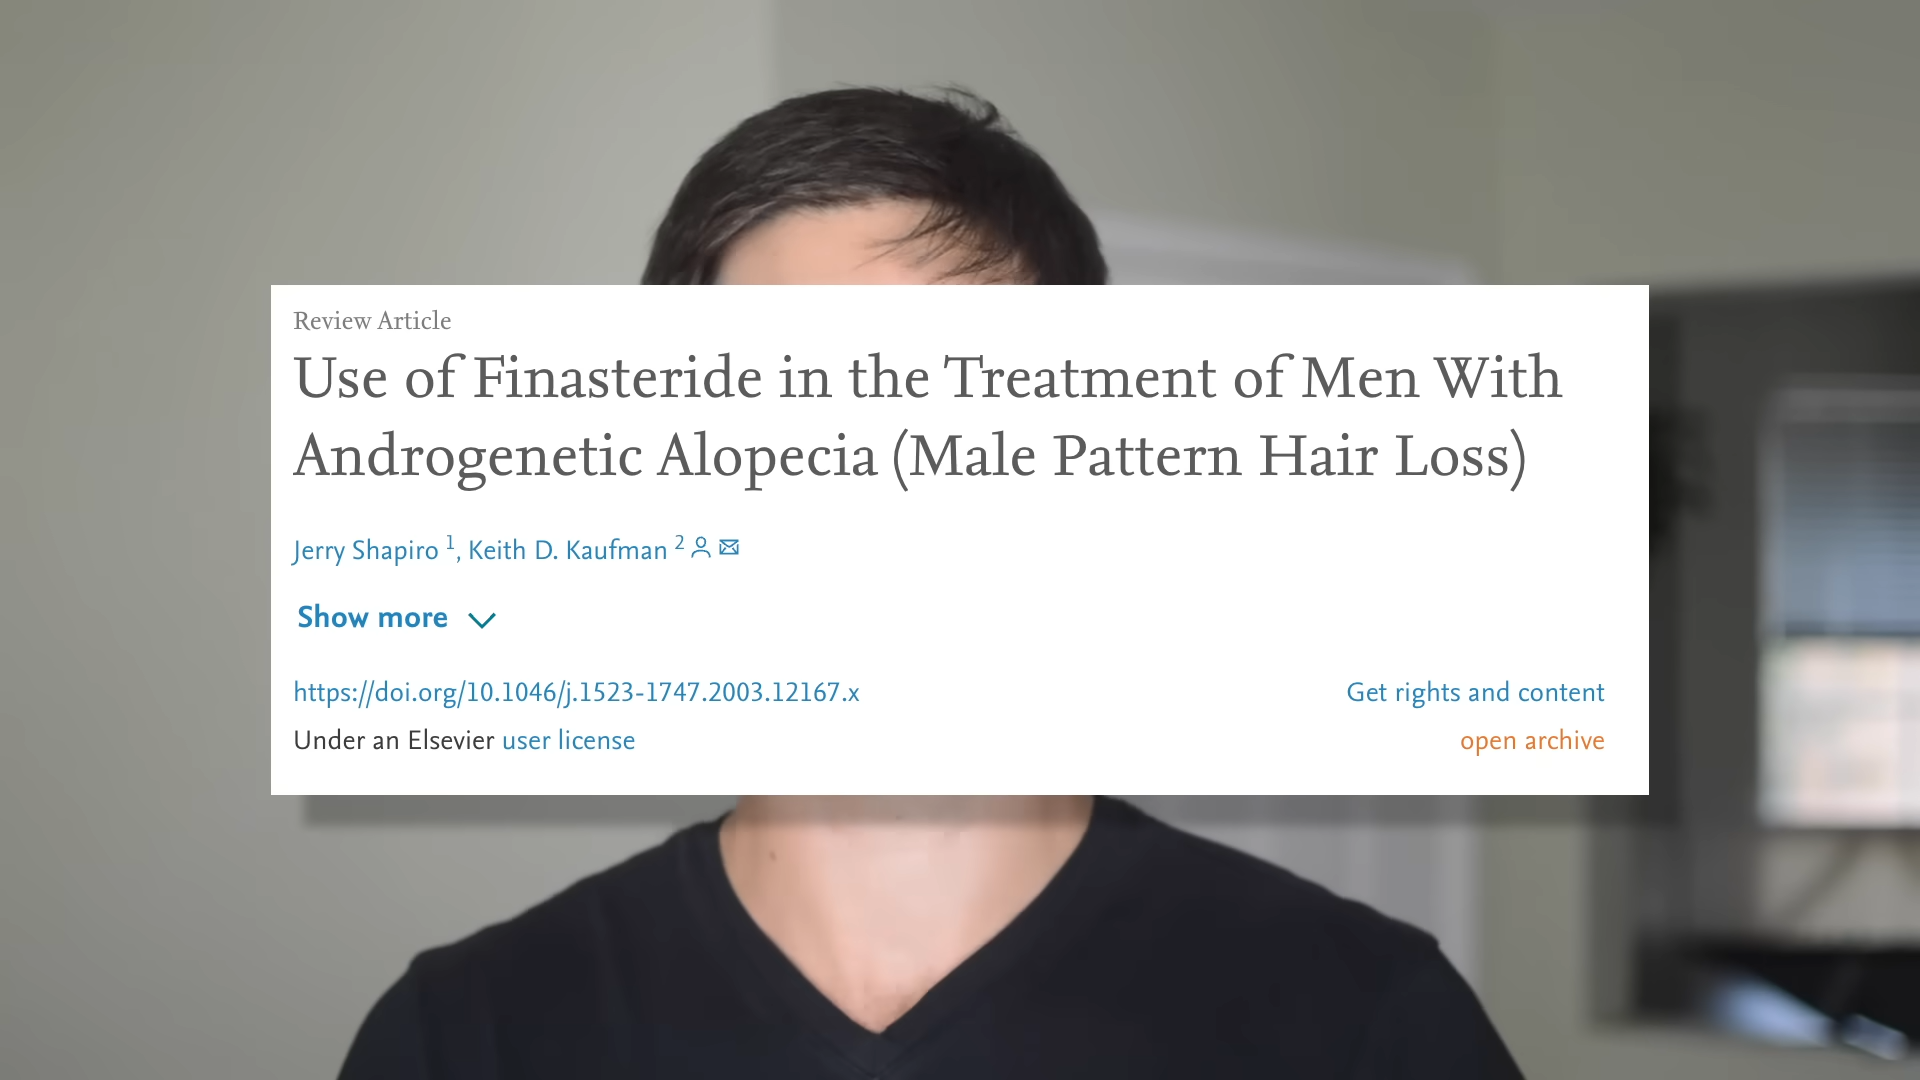 Review Article
Use of Finasteride in the Treatment of Men With
Androgenetic Alopecia (Male Pattern Hair Loss)
Jerry Shapiro 1, Keith D. Kaufman 2
Show more
https://doi.org/10.1046/j.1523-1747.2003.12167.x
Get rights and content
Under an Elsevier user license
open archive